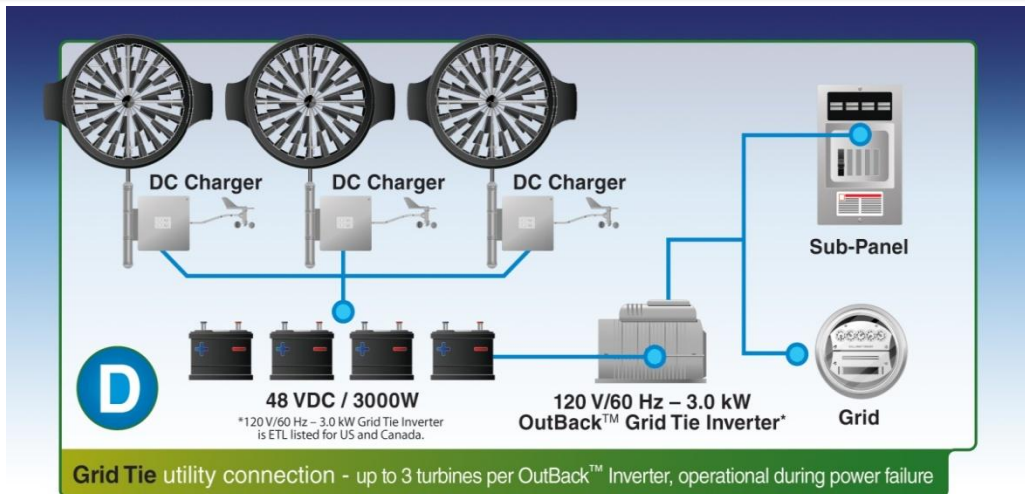 DC Charger
DC Charger
DC Charger
Sub-Panel
48 VDC / 3000W
*120 V/60 Hz – 3.0 kW Grid Tie Inverter
is ETL listed for US and Canada.
120 V/60 Hz – 3.0 kW
OutBack™ Grid Tie Inverter*
Grid
D
Grid Tie utility connection - up to 3 turbines per OutBack™ Inverter, operational during power failure